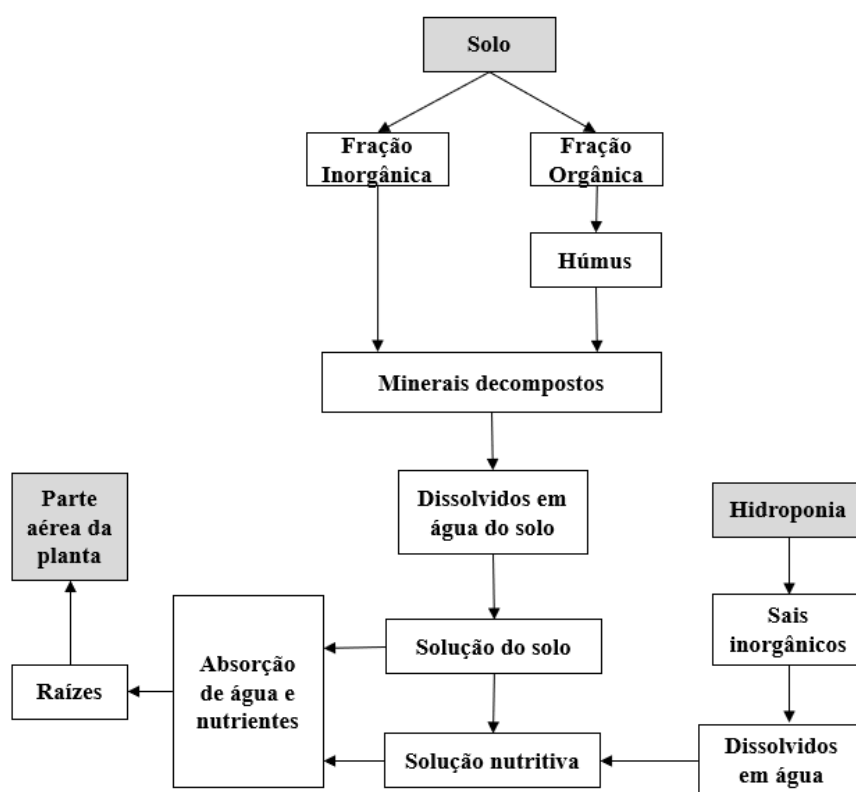 Solo
Fração
Inorgânica
Fração
Orgânica
Húmus
Minerais decompostos
Dissolvidos em
água do solo
Parte
aérea da
planta
Hidroponia
Sais
inorgânicos
Solução do solo
Absorção
de água e
nutrientes
Raízes
Solução nutritiva
Dissolvidos
em água